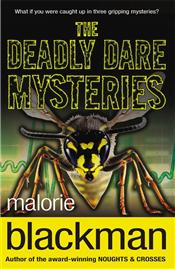 What if you were caught up in three gripping mysteries?
THE
DEADLY DARE
MYSTERIES
malorie
blackman
Author of the award-winning NOUGHTS & CROSSES